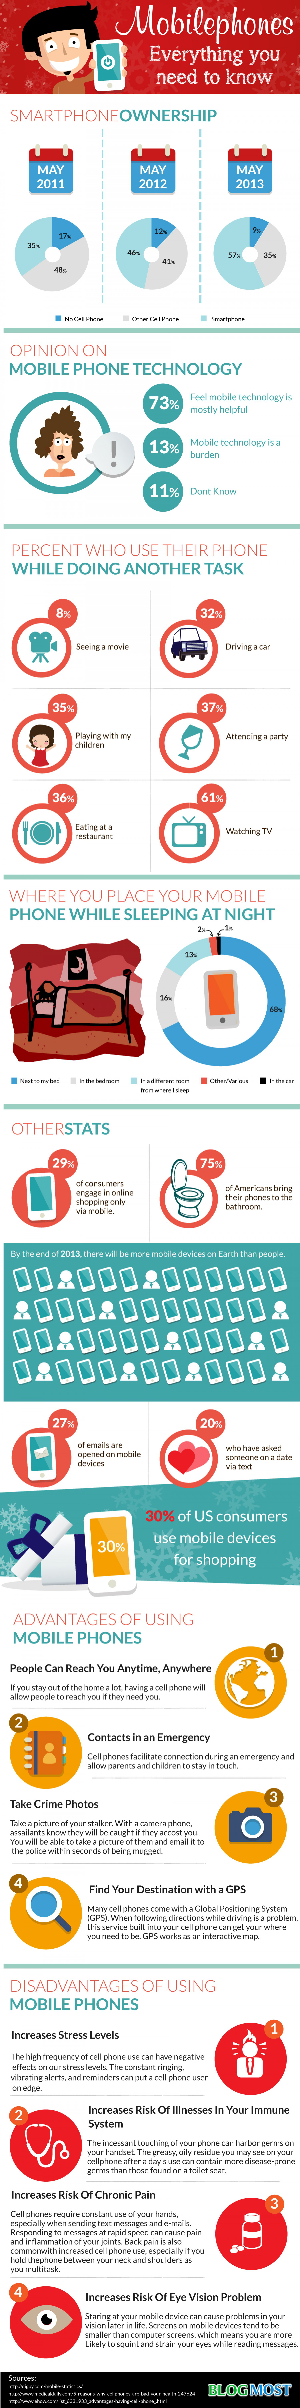 Mobilephones
Everything you
need to know
SMARTPHONE OWNERSHIP
MAY
2011
MAY
2012
MAY
2013
17%
35%
48%
12%
46%
41%
9%
57%
35%
No Cell Phone
Other Cell Phone
Smartphone
OPINION ON
MOBILE PHONE TECHNOLOGY
!
73%
Feel mobile technology is
mostly helpful
13%
Mobile technology is a
burden
11%
Dont Know
PERCENT WHO USE THEIR PHONE
WHILE DOING ANOTHER TASK
8%
Seeing a movie
32%
Driving a car
35%
Playing with my
children
37%
Attending a party
36%
Eating at a
restaurant
61%
Watching TV
WHERE YOU PLACE YOUR MOBILE
PHONE WHILE SLEEPING AT NIGHT
2%
1%
13%
16%
68%
Next to my bed
In the bedroom
In a different room
from where I sleep
Other/Various
In the car
OTHERSTATS
29%
of consumers
engage in online
shopping only
via mobile.
75%
of Americans bring
their phones to the
bathroom.
By the end of 2013, there will be more mobile devices on Earth than people.
27%
of emails are
opened on mobile
devices
20%
who have asked
someone on a date
via text
30%
30% of US consumers
use mobile devices
for shopping
ADVANTAGES OF USING
MOBILE PHONES
1
People Can Reach You Anytime, Anywhere
If you stay out of the home a lot, having a cell phone will
allow people to reach you if they need you.
2
Contacts in an Emergency
Cell phones facilitate connection during an emergency and
allow parents and children to stay in touch.
3
Take Crime Photos
Take a picture of your stalker. With a camera phone,
assailants know they will be caught if they accost you.
You will be able to take a picture of them and email it to
the police within seconds of being mugged.
4
Find Your Destination with a GPS
Many cell phones come with a Global Positioning System
(GPS). When following directions while driving is a problem,
this service built into your cell phone can get your where
you need to be. GPS works as an interactive map.
DISADVANTAGES OF USING
MOBILE PHONES
1
Increases Stress Levels
The high frequency of cell phone use can have negative
effects on our stress levels. The constant ringing,
vibrating alerts, and reminders can put a cell phone user
on edge.
2
Increases Risk Of Illnesses In Your Immune
System
The incessant touching of your phone can harbor germs on
your handset. The greasy, oily residue you may see on your
cellphone after a day's use can contain more disease-prone
germs than those found on a toilet seat.
3
Increases Risk Of Chronic Pain
Cell phones require constant use of your hands,
especially when sending text messages and e-mails.
Responding to messages at rapid speed can cause pain
and inflammation of your joints. Back pain is also
common with increased cell phone use, especially if you
hold the phone between your neck and shoulders as
you multitask.
4
Increases Risk Of Eye Vision Problem
Staring at your mobile device can cause problems in your
vision later in life. Screens on mobile devices tend to be
smaller than computer screens, which means you are more
likely to squint and strain your eyes while reading messages.
Sources:
BLOGMOST